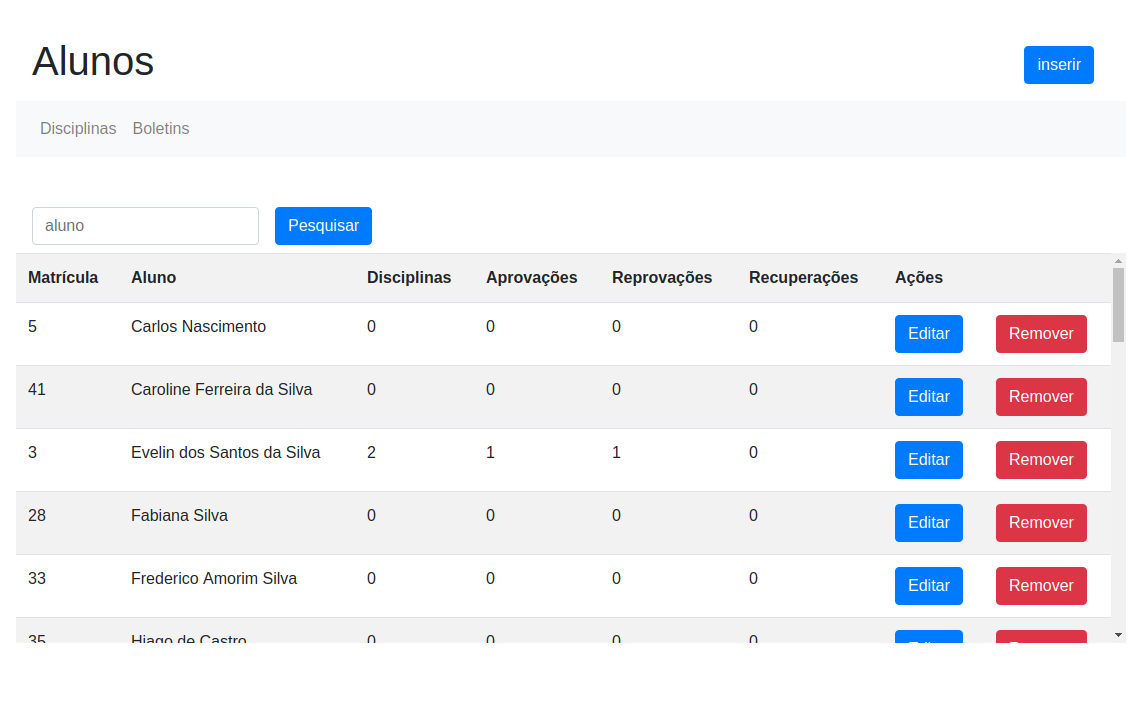 Alunos
inserir
Disciplinas Boletins
aluno Pesquisar
Matrícula Aluno Disciplinas Aprovações Reprovações Recuperações Ações
5 Carlos Nascimento 0 0 0 0 Editar Remover
41 Caroline Ferreira da Silva 0 0 0 0 Editar Remover
3 Evelin dos Santos da Silva 2 1 1 0 Editar Remover
28 Fabiana Silva 0 0 0 0 Editar Remover
33 Frederico Amorim Silva 0 0 0 0 Editar Remover
35 Hiago de Castro 0 0 0 0